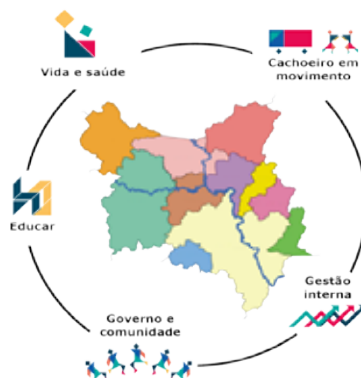 Vida e saúde
Cachoeiro em
movimento
Educar
Gestão
interna
Governo e
comunidade